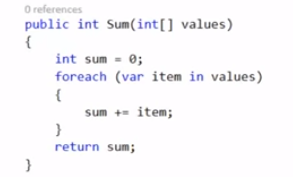 0 references
public int Sum(int[] values)
{
    int sum = 0;
    foreach (var item in values)
    {
        sum += item;
    }
    return sum;
}